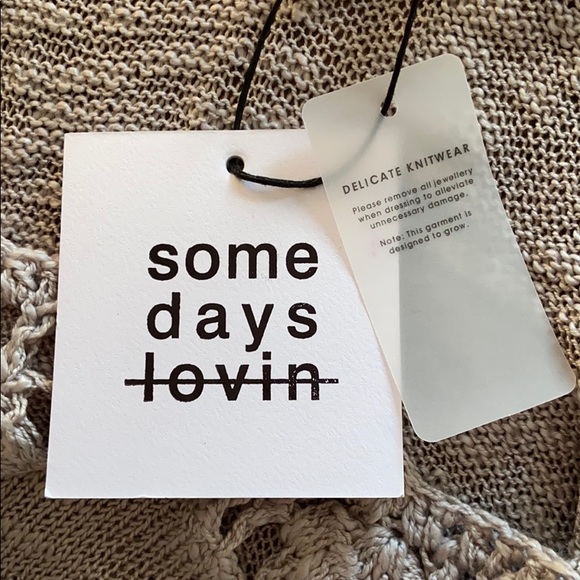 some
days
lovin
DELICATE KNITWEAR
Please remove all jewellery
when dressing to alleviate
unnecessary damage.
Note: This garment is
designed to grow.